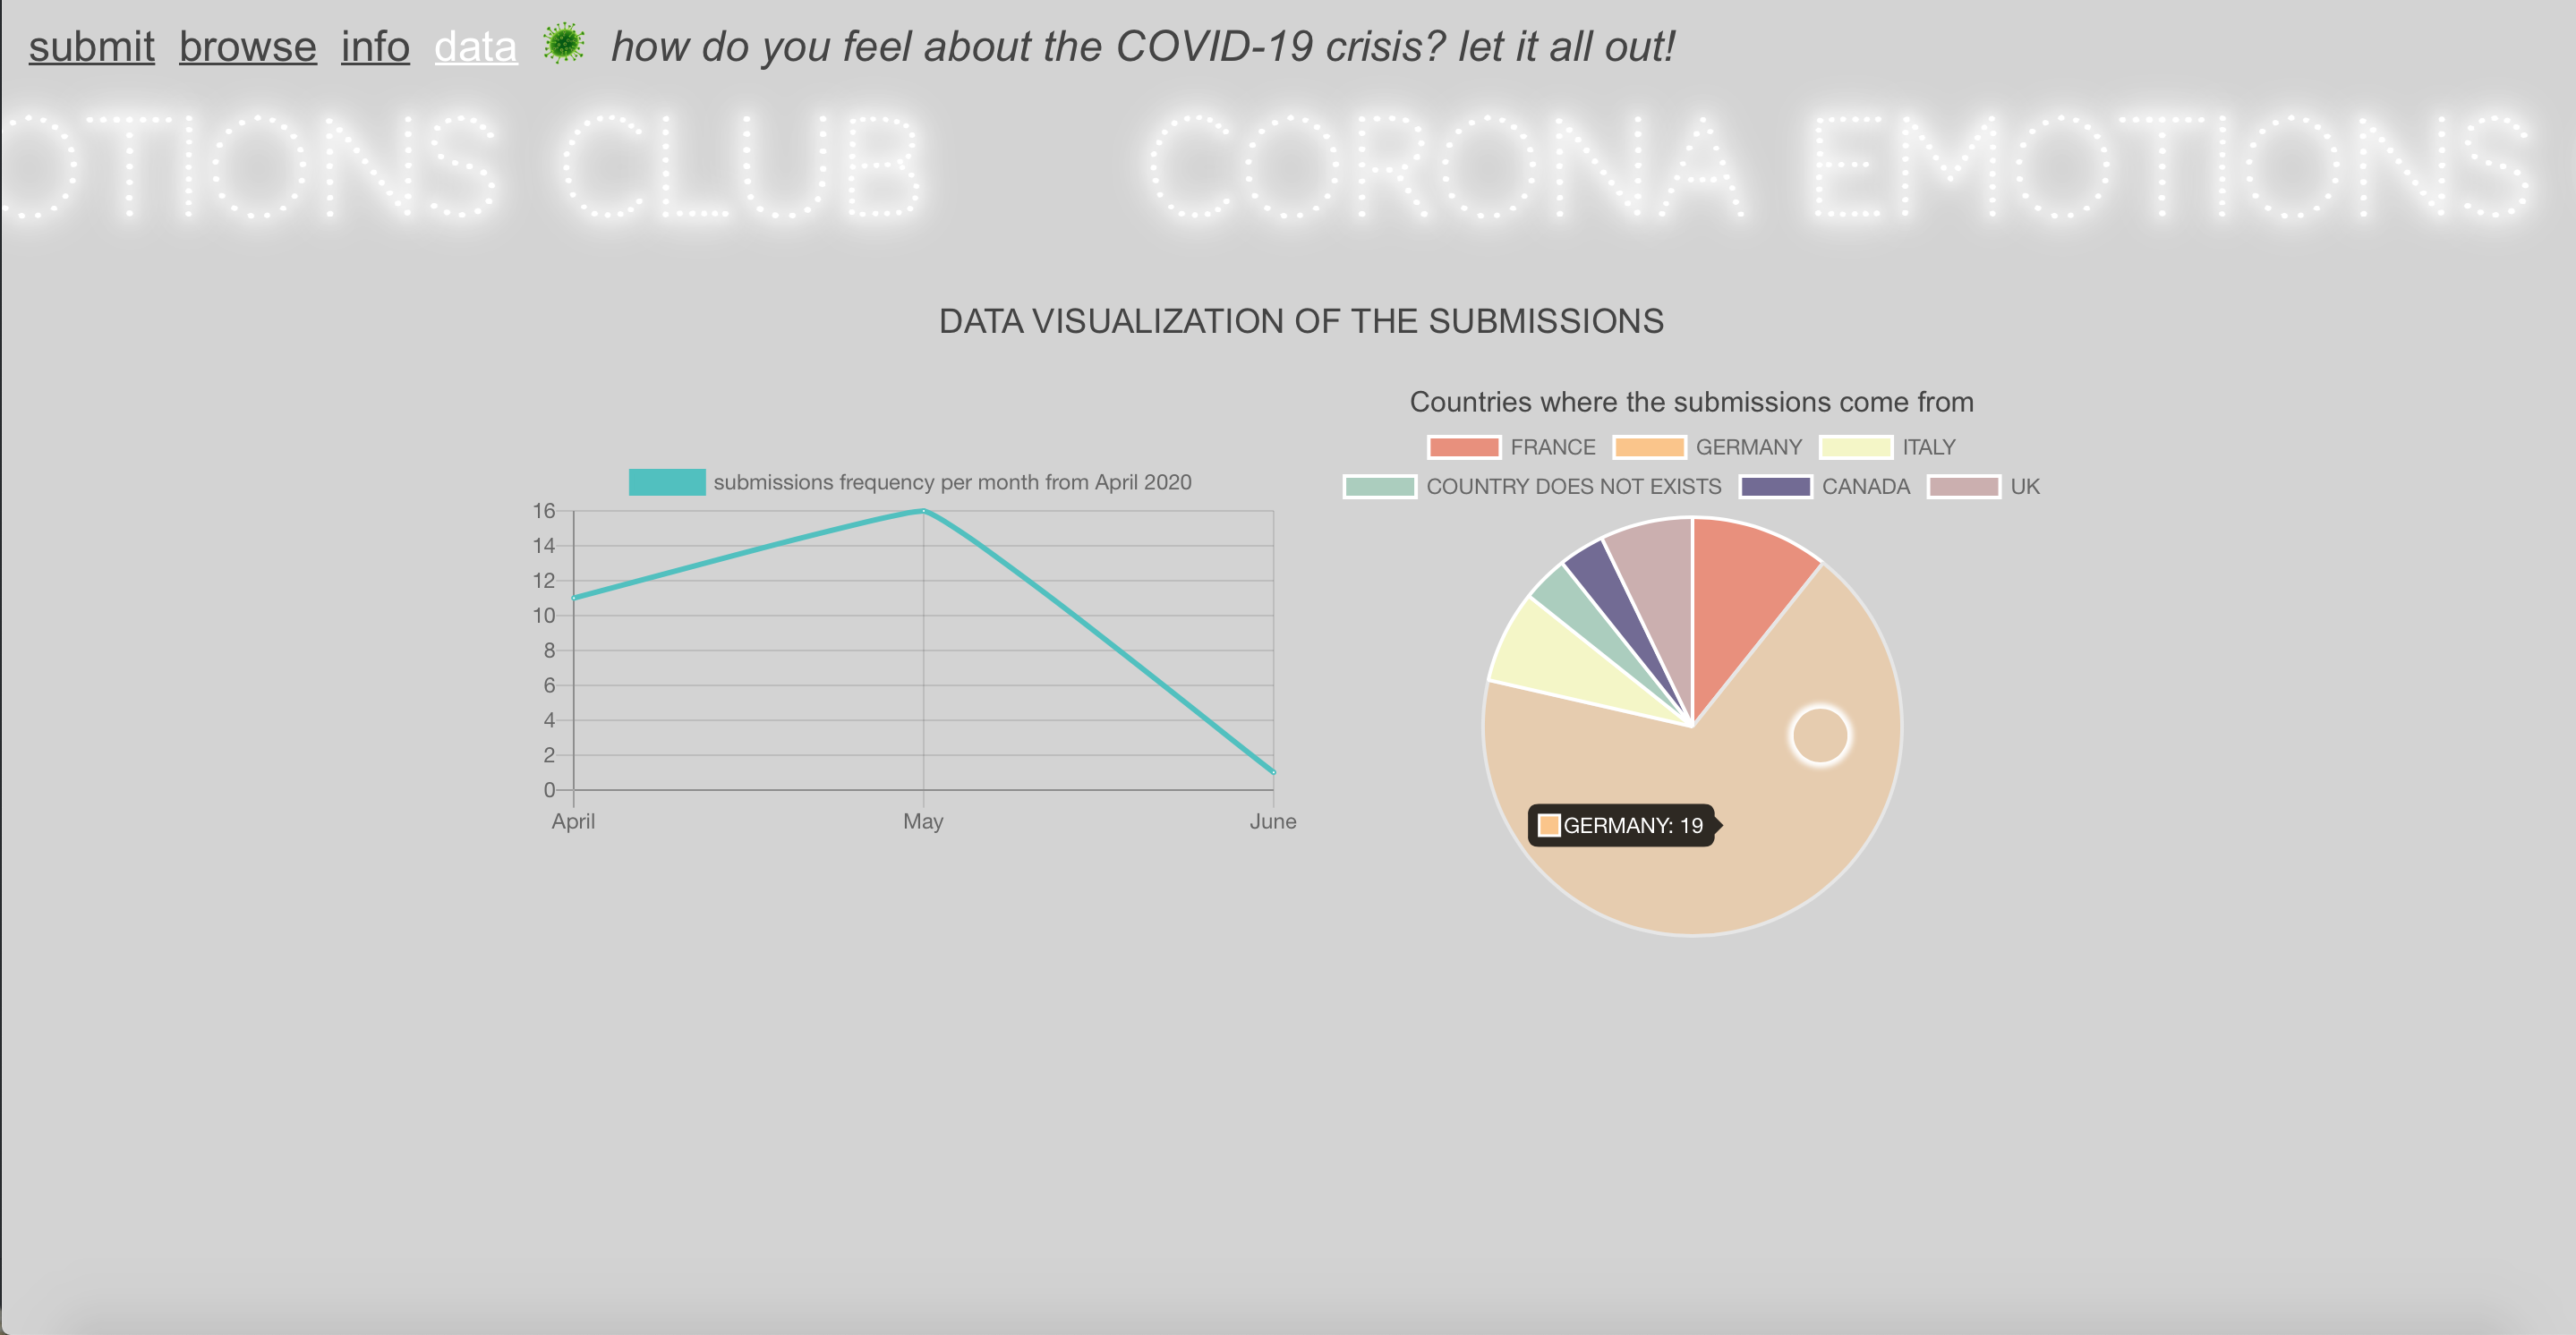 submit browse info data how do you feel about the COVID-19 crisis? let it all out!
OTIONS CLUB CORONA EMOTIONS
DATA VISUALIZATION OF THE SUBMISSIONS
Countries where the submissions come from
FRANCE GERMANY ITALY
COUNTRY DOES NOT EXISTS CANADA UK
submissions frequency per month from April 2020
16
14
12
10
8
6
4
2
0
April May June
GERMANY: 19